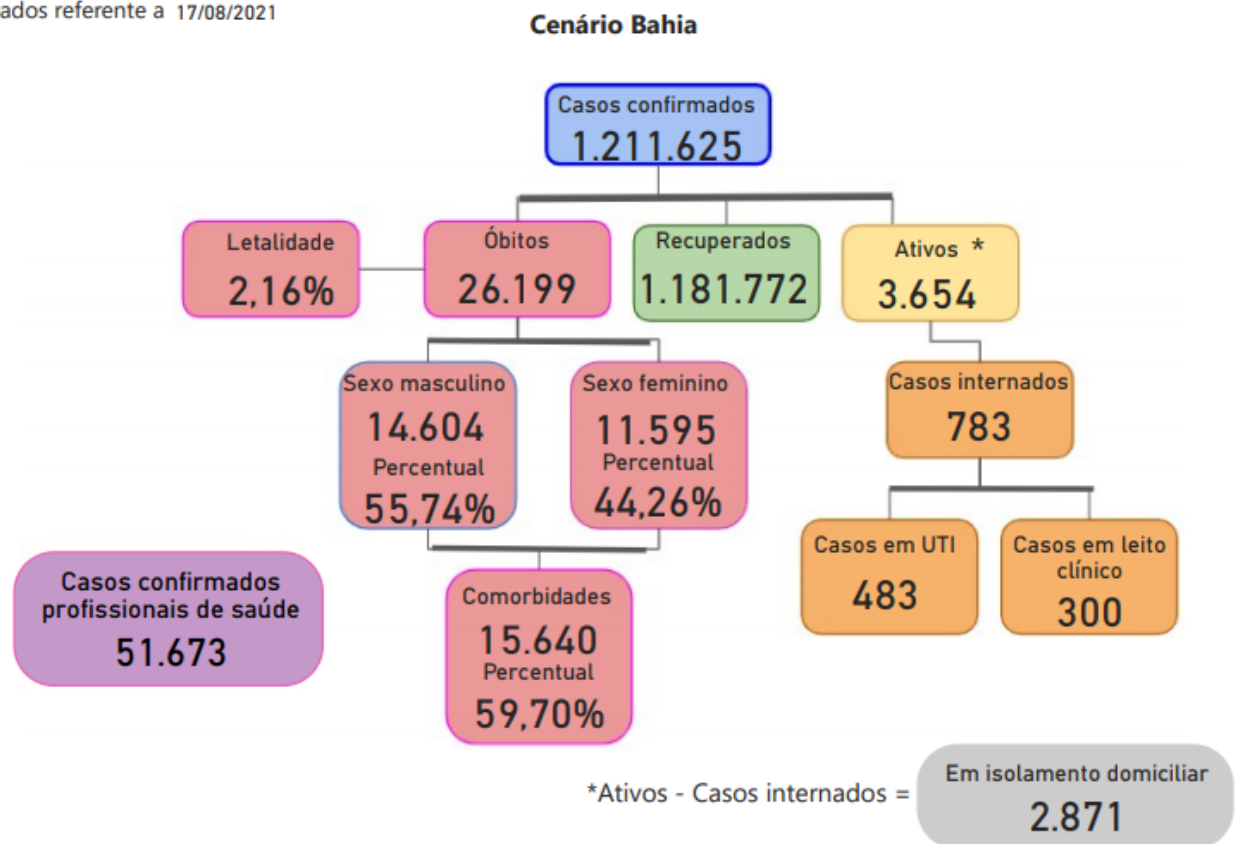 ados referente a 17/08/2021
Cenário Bahia
Casos confirmados
1.211.625
Letalidade
2,16%
Óbitos
26.199
Recuperados
1.181.772
Ativos *
3.654
Sexo masculino
14.604
Percentual
55,74%
Sexo feminino
11.595
Percentual
44,26%
Casos internados
783
Casos em UTI
483
Casos em leito
clínico
300
Casos confirmados
profissionais de saúde
51.673
Comorbidades
15.640
Percentual
59,70%
*Ativos - Casos internados =
Em isolamento domiciliar
2.871